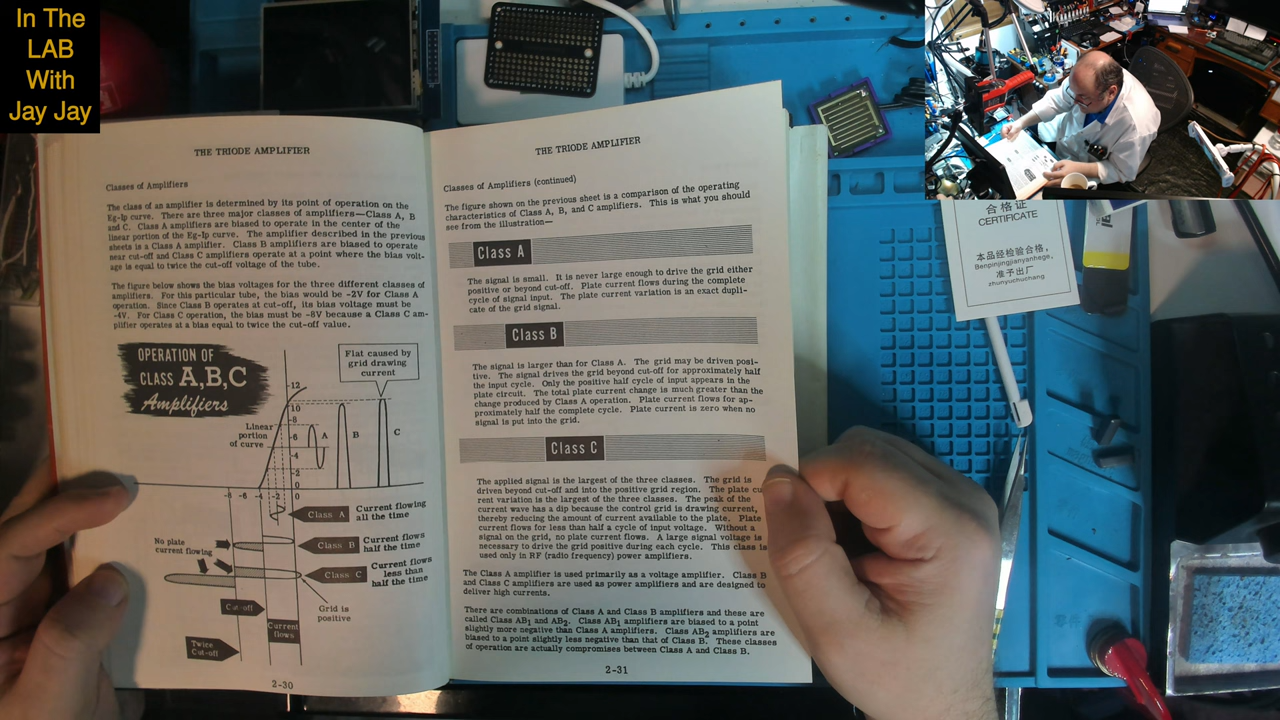 In The
LAB
With
Jay Jay
THE TRIODE AMPLIFIER
Classes of Amplifiers
The class of an amplifier is determined by its point of operation on the
Eg-Ip curve. There are three major classes of amplifiers—Class A, B
and C. Class A amplifiers are biased to operate in the center of the
linear portion of the Eg-Ip curve. The amplifier described in the previous
sheets is a Class A amplifier. Class B amplifiers are biased to operate
near cut-off and Class C amplifiers operate at a point where the bias volt-
age is equal to twice the cut-off voltage of the tube.
The figure below shows the bias voltages for the three different classes of
amplifiers. For this particular tube, the bias would be -2V for Class A
operation. Since Class B operates at cut-off, its bias voltage must be
-4V. For Class C operation, the bias must be -8V because a Class C am-
plifier operates at a bias equal to twice the cut-off value.
OPERATION OF
CLASS A,B,C
Amplifiers
Flat caused by
grid drawing
current
12
10
8
6
4
2
0
Linear
portion
of curve
A
B
C
-8 -6 -4 -2 0
Class A
Current flowing
all the time
No plate
current flowing
Class B
Current flows
half the time
Class C
Current flows
less than
half the time
Cut-off
Grid is
positive
Current
flows
Twice
Cut-off
2-30
THE TRIODE AMPLIFIER
Classes of Amplifiers (continued)
The figure shown on the previous sheet is a comparison of the operating
characteristics of Class A, B, and C amplifiers. This is what you should
see from the illustration—
Class A
The signal is small. It is never large enough to drive the grid either
positive or beyond cut-off. Plate current flows during the complete
cycle of signal input. The plate current variation is an exact dupli-
cate of the grid signal.
Class B
The signal is larger than for Class A. The grid may be driven posi-
tive. The signal drives the grid beyond cut-off for approximately half
the input cycle. Only the positive half cycle of input appears in the
plate circuit. The total plate current change is much greater than the
change produced by Class A operation. Plate current flows for ap-
proximately half the complete cycle. Plate current is zero when no
signal is put into the grid.
Class C
The applied signal is the largest of the three classes. The grid is
driven beyond cut-off and into the positive grid region. The plate cu
rent variation is the largest of the three classes. The peak of the
current wave has a dip because the control grid is drawing current,
thereby reducing the amount of current available to the plate. Plate
current flows for less than half a cycle of input voltage. Without a
signal on the grid, no plate current flows. A large signal voltage is
necessary to drive the grid positive during each cycle. This class is
used only in RF (radio frequency) power amplifiers.
The Class A amplifier is used primarily as a voltage amplifier. Class B
and Class C amplifiers are used as power amplifiers and are designed to
deliver high currents.
There are combinations of Class A and Class B amplifiers and these are
called Class AB1 and AB2. Class AB1 amplifiers are biased to a point
slightly more negative than Class A amplifiers. Class AB2 amplifiers are
biased to a point slightly less negative than that of Class B. These classes
of operation are actually compromises between Class A and Class B.
2-31
合格证
CERTIFICATE
本品经检验合格，
Benpinjingjianyanhege,
准予出厂
zhunyuchuchang